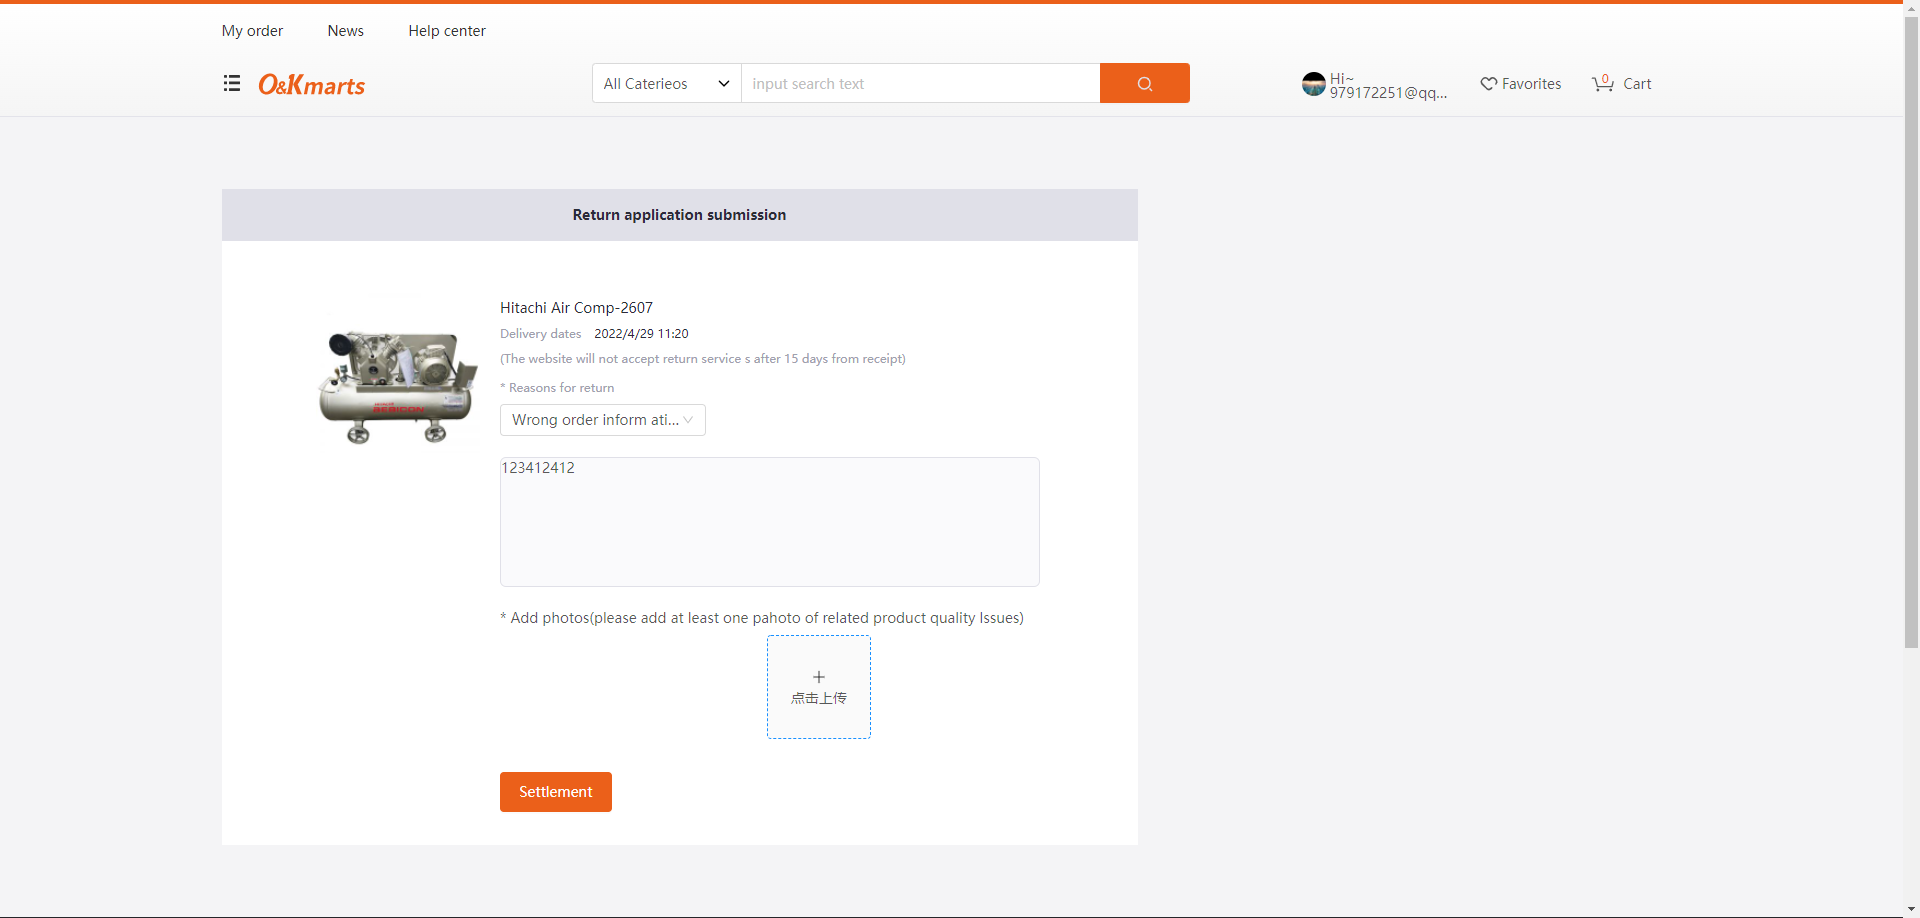 My order News Help center
O&Kmarts All Caterieos input search text Hi~ Favorites 0 Cart
979172251@qq...
Return application submission
Hitachi Air Comp-2607
Delivery dates 2022/4/29 11:20
(The website will not accept return service s after 15 days from receipt)
* Reasons for return
Wrong order inform ati...
123412412
BEBICON
* Add photos(please add at least one pahoto of related product quality Issues)
点击上传
Settlement